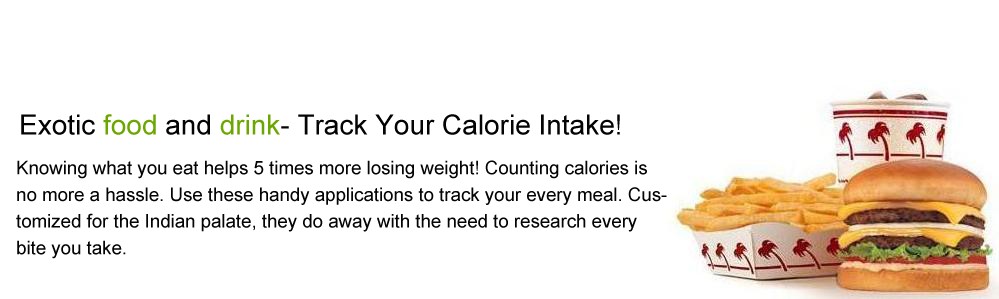 Exotic food and drink- Track Your Calorie Intake!
Knowing what you eat helps 5 times more losing weight! Counting calories is
no more a hassle. Use these handy applications to track your every meal. Cus-
tomized for the Indian palate, they do away with the need to research every
bite you take.